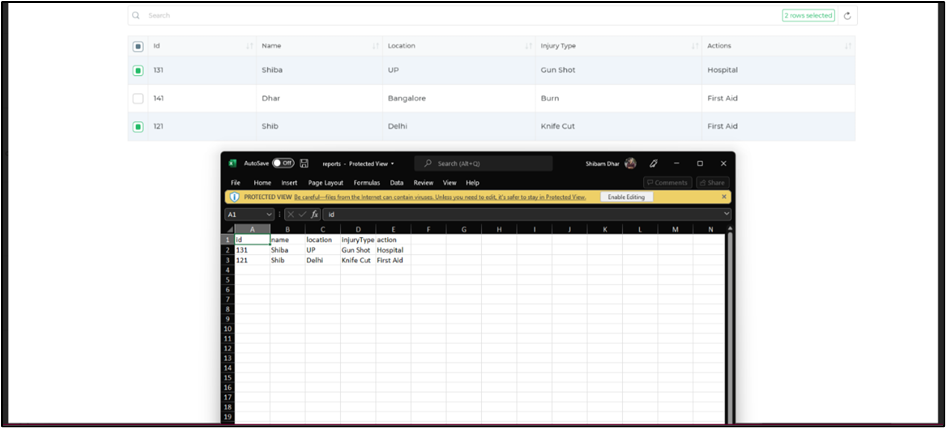 Search 2 rows selected
Id Name Location Injury Type Actions
131 Shiba UP Gun Shot Hospital
141 Dhar Bangalore Burn First Aid
121 Shib Delhi Knife Cut First Aid
AutoSave Off reports - Protected View Search (Alt+Q) Shibam Dhar
File Home Insert Page Layout Formulas Data Review View Help Comments Share
PROTECTED VIEW Be careful—files from the Internet can contain viruses. Unless you need to edit, it's safer to stay in Protected View. Enable Editing
A1 fx id
A B C D E F G H I J K L M N
1 id name location InjuryType action
2 131 Shiba UP Gun Shot Hospital
3 121 Shib Delhi Knife Cut First Aid
4
5
6
7
8
9
10
11
12
13
14
15
16
17
18
19